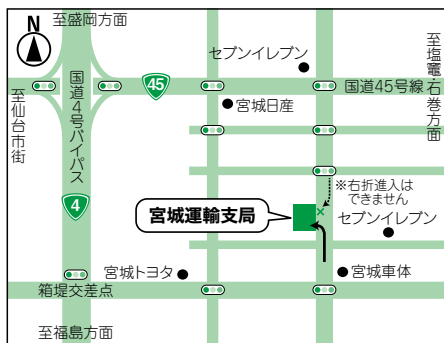 至盛岡方面
N
セブンイレブン
至塩竈・石巻方面
45
国道45号線
国道4号バイパス
至仙台市街
宮城日産
※右折進入は
できません
4
宮城運輸支局
セブンイレブン
宮城トヨタ
宮城車体
箱堤交差点
至福島方面